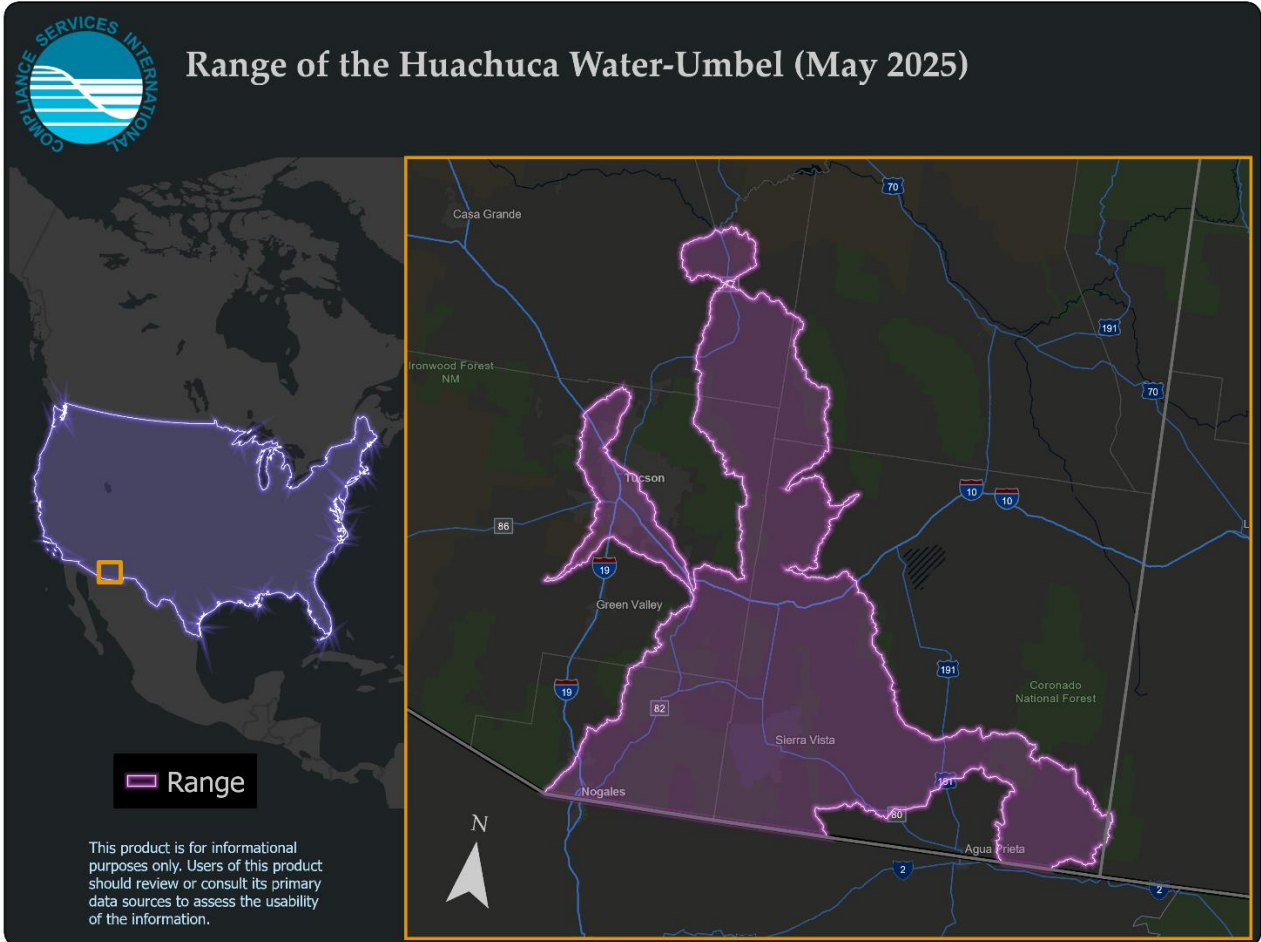 COMPLIANCE SERVICES INTERNATIONAL
Range of the Huachuca Water-Umbel (May 2025)
Casa Grande
70
191
Ironwood Forest
NM
70
Tucson
10
10
86
19
Green Valley
191
19
Coronado
National Forest
82
Sierra Vista
191
Nogales
80
Agua Prieta
2
2
N
Range
This product is for informational
purposes only. Users of this product
should review or consult its primary
data sources to assess the usability
of the information.